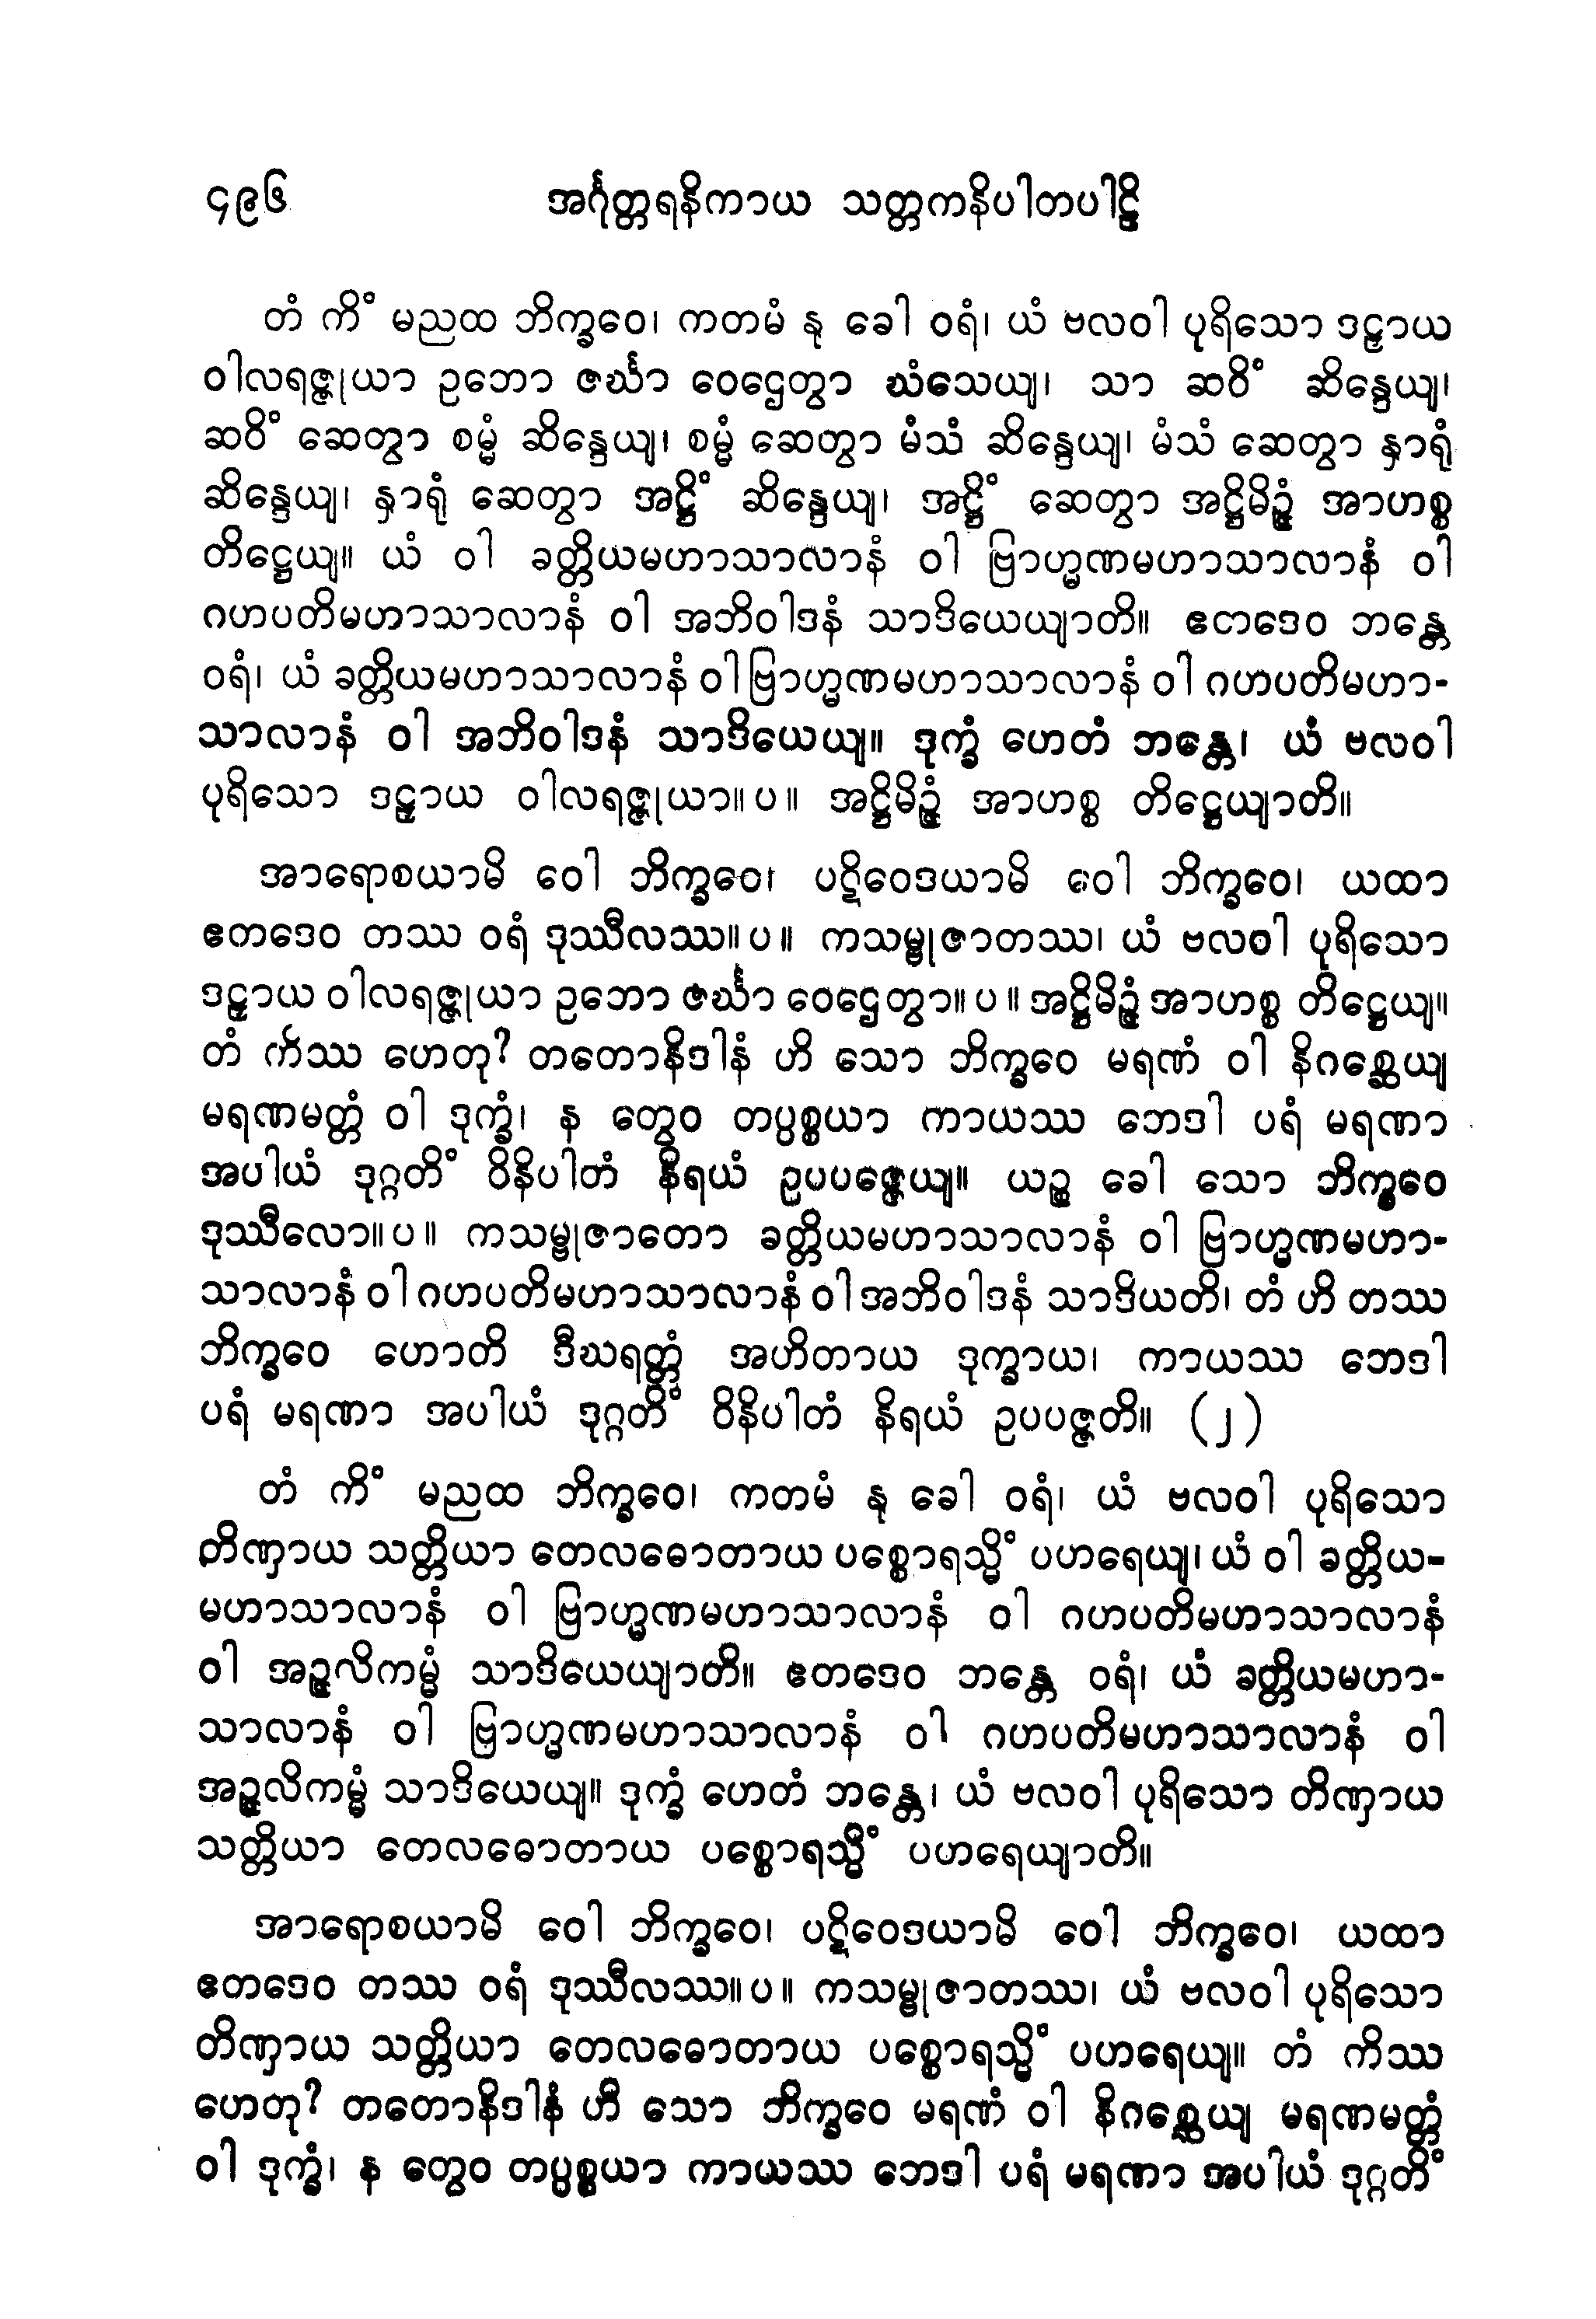 ၄၉၆ အင်္ဂုတ္တရနိကာယ သတ္တကနိပါတပါဠိ
တံ ကိံ မညထ ဘိက္ခဝေ၊ ကတမံ နု ခေါ ဝရံ၊ ယံ ဗလဝါ ပုရိသော ဒဠှာယ
ဝါလရဇ္ဇုယာ ဥဘော ဇင်္ဃာ ဝေဌေတွာ ဃံသေယျ၊ သာ ဆဝိံ ဆိန္ဒေယျ၊
ဆဝိံ ဆေတွာ စမ္မံ ဆိန္ဒေယျ၊ စမ္မံ ဆေတွာ မံသံ ဆိန္ဒေယျ၊ မံသံ ဆေတွာ နှာရုံ
ဆိန္ဒေယျ၊ နှာရုံ ဆေတွာ အဋ္ဌိံ ဆိန္ဒေယျ၊ အဋ္ဌိံ ဆေတွာ အဋ္ဌိမိဉ္ဇံ အာဟစ္စ
တိဋ္ဌေယျ။ ယံ ဝါ ခတ္တိယမဟာသာလာနံ ဝါ ဗြာဟ္မဏမဟာသာလာနံ ဝါ
ဂဟပတိမဟာသာလာနံ ဝါ အဘိဝါဒနံ သာဒိယေယျာတိ။ ဧတဒေဝ ဘန္တေ
ဝရံ၊ ယံ ခတ္တိယမဟာသာလာနံ ဝါ ဗြာဟ္မဏမဟာသာလာနံ ဝါ ဂဟပတိမဟာ-
သာလာနံ ဝါ အဘိဝါဒနံ သာဒိယေယျ။ ဒုက္ခံ ဟေတံ ဘန္တေ၊ ယံ ဗလဝါ
ပုရိသော ဒဠှာယ ဝါလရဇ္ဇုယာ။ပ။ အဋ္ဌိမိဉ္ဇံ အာဟစ္စ တိဋ္ဌေယျာတိ။
အာရောစယာမိ ဝေါ ဘိက္ခဝေ၊ ပဋိဝေဒယာမိ ဝေါ ဘိက္ခဝေ၊ ယထာ
ဧကဒေဝ တဿ ဝရံ ဒုဿီလဿ။ပ။ ကသမ္ဗုဇာတဿ၊ ယံ ဗလဝါ ပုရိသော
ဒဠှာယ ဝါလရဇ္ဇုယာ ဥဘော ဇင်္ဃာ ဝေဌေတွာ။ပ။ အဋ္ဌိမိဉ္ဇံ အာဟစ္စ တိဋ္ဌေယျ။
တံ ကိဿ ဟေတု? တတောနိဒါနံ ဟိ သော ဘိက္ခဝေ မရဏံ ဝါ နိဂစ္ဆေယျ
မရဏမတ္တံ ဝါ ဒုက္ခံ၊ န တွေဝ တပ္ပစ္စယာ ကာယဿ ဘေဒါ ပရံ မရဏာ
အပါယံ ဒုဂ္ဂတိံ ဝိနိပါတံ နိရယံ ဥပပဇ္ဇေယျ။ ယဉ္စ ခေါ သော ဘိက္ခဝေ
ဒုဿီလော။ပ။ ကသမ္ဗုဇာတော ခတ္တိယမဟာသာလာနံ ဝါ ဗြာဟ္မဏမဟာ-
သာလာနံ ဝါ ဂဟပတိမဟာသာလာနံ ဝါ အဘိဝါဒနံ သာဒိယတိ၊ တံ ဟိ တဿ
ဘိက္ခဝေ ဟောတိ ဒီဃရတ္တံ အဟိတာယ ဒုက္ခာယ၊ ကာယဿ ဘေဒါ
ပရံ မရဏာ အပါယံ ဒုဂ္ဂတိံ ဝိနိပါတံ နိရယံ ဥပပဇ္ဇတိ။ (၂)
တံ ကိံ မညထ ဘိက္ခဝေ၊ ကတမံ နု ခေါ ဝရံ၊ ယံ ဗလဝါ ပုရိသော
တိဏှာယ သတ္တိယာ တေလဓောတာယ ပစ္စောရသ္မိံ ပဟရေယျ၊ ယံ ဝါ ခတ္တိယ-
မဟာသာလာနံ ဝါ ဗြာဟ္မဏမဟာသာလာနံ ဝါ ဂဟပတိမဟာသာလာနံ
ဝါ အဉ္ဇလိကမ္မံ သာဒိယေယျာတိ။ ဧတဒေဝ ဘန္တေ ဝရံ၊ ယံ ခတ္တိယမဟာ-
သာလာနံ ဝါ ဗြာဟ္မဏမဟာသာလာနံ ဝါ ဂဟပတိမဟာသာလာနံ ဝါ
အဉ္ဇလိကမ္မံ သာဒိယေယျ။ ဒုက္ခံ ဟေတံ ဘန္တေ၊ ယံ ဗလဝါ ပုရိသော တိဏှာယ
သတ္တိယာ တေလဓောတာယ ပစ္စောရသ္မိံ ပဟရေယျာတိ။
အာရောစယာမိ ဝေါ ဘိက္ခဝေ၊ ပဋိဝေဒယာမိ ဝေါ ဘိက္ခဝေ၊ ယထာ
ဧတဒေဝ တဿ ဝရံ ဒုဿီလဿ။ပ။ ကသမ္ဗုဇာတဿ၊ ယံ ဗလဝါ ပုရိသော
တိဏှာယ သတ္တိယာ တေလဓောတာယ ပစ္စောရသ္မိံ ပဟရေယျ။ တံ ကိဿ
ဟေတု? တတောနိဒါနံ ဟိ သော ဘိက္ခဝေ မရဏံ ဝါ နိဂစ္ဆေယျ မရဏမတ္တံ
ဝါ ဒုက္ခံ၊ န တွေဝ တပ္ပစ္စယာ ကာယဿ ဘေဒါ ပရံ မရဏာ အပါယံ ဒုဂ္ဂတိံ